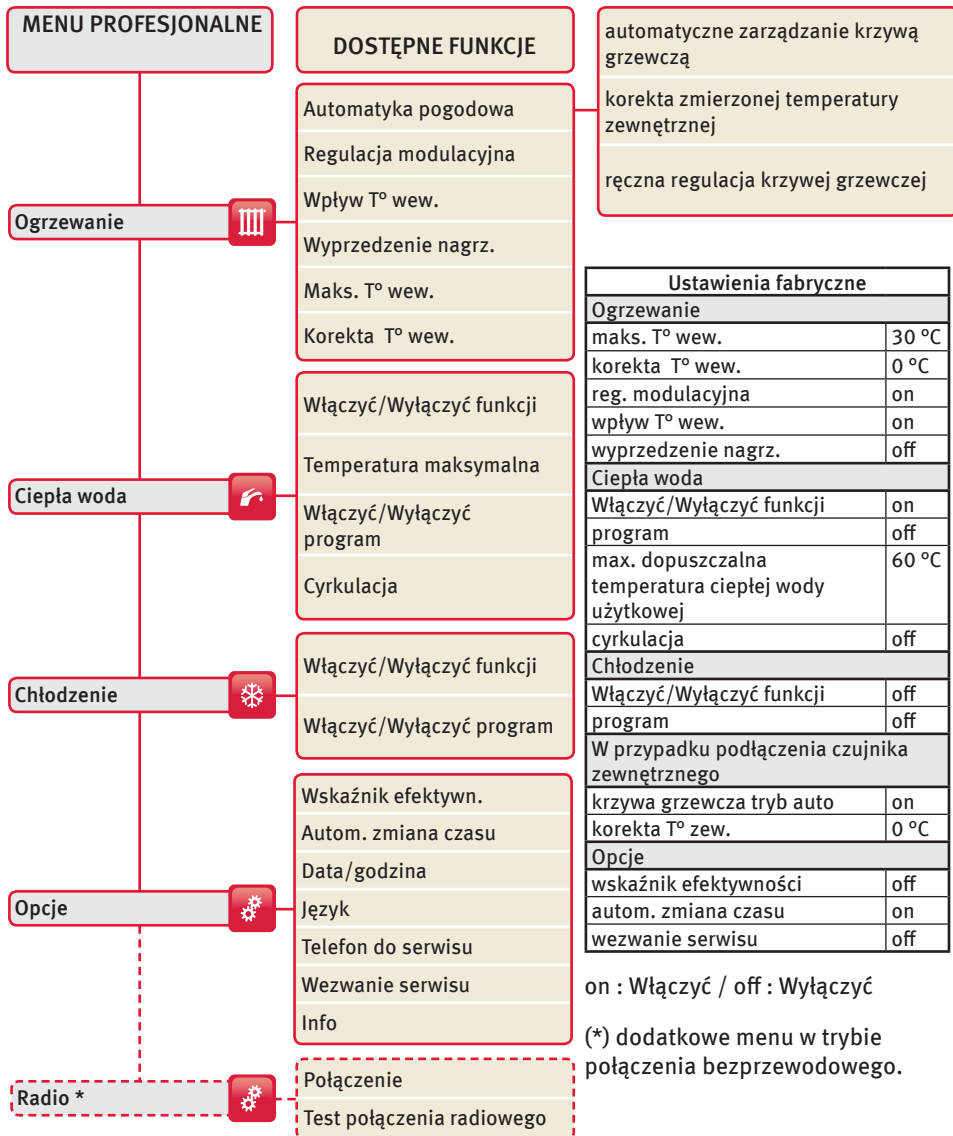 MENU PROFESJONALNE
DOSTĘPNE FUNKCJE
automatyczne zarządzanie krzywą
grzewczą
korekta zmierzonej temperatury
zewnętrznej
ręczna regulacja krzywej grzewczej
Ogrzewanie
Automatyka pogodowa
Regulacja modulacyjna
Wpływ T° wew.
Wyprzedzenie nagrz.
Maks. T° wew.
Korekta T° wew.
Ciepła woda
Włączyć/Wyłączyć funkcji
Temperatura maksymalna
Włączyć/Wyłączyć
program
Cyrkulacja
Chłodzenie
Włączyć/Wyłączyć funkcji
Włączyć/Wyłączyć program
Opcje
Wskaźnik efektywn.
Autom. zmiana czasu
Data/godzina
Język
Telefon do serwisu
Wezwanie serwisu
Info
Radio *
Połączenie
Test połączenia radiowego
Ustawienia fabryczne
Ogrzewanie
maks. T° wew. 30 °C
korekta T° wew. 0 °C
reg. modulacyjna on
wpływ T° wew. on
wyprzedzenie nagrz. off
Ciepła woda
Włączyć/Wyłączyć funkcji on
program off
max. dopuszczalna 60 °C
temperatura ciepłej wody
użytkowej
cyrkulacja off
Chłodzenie
Włączyć/Wyłączyć funkcji off
program off
W przypadku podłączenia czujnika
zewnętrznego
krzywa grzewcza tryb auto on
korekta T° zew. 0 °C
Opcje
wskaźnik efektywności off
autom. zmiana czasu on
wezwanie serwisu off
on : Włączyć / off : Wyłączyć
(*) dodatkowe menu w trybie
połączenia bezprzewodowego.